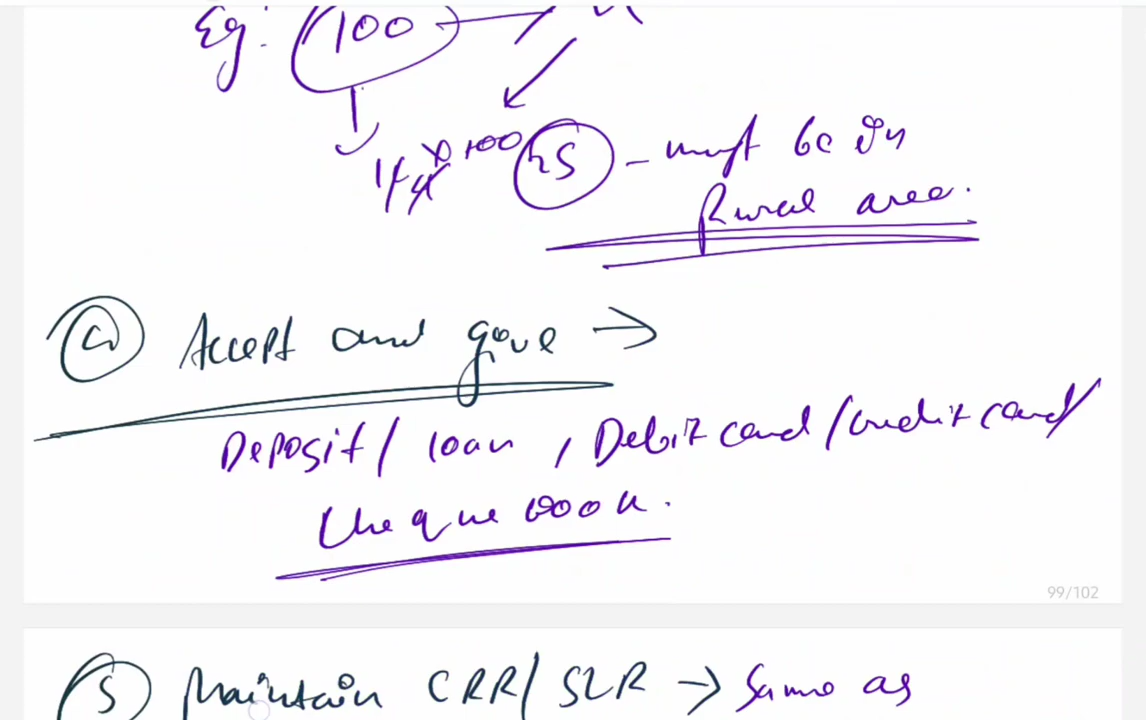 Eg: 100
1/4 x 100
25 - must be in
Rural area.
4 Accept and give →
Deposit / loan , Debit card / credit card /
Cheque book.
99/102
5 Maintain CRR / SLR → Same as